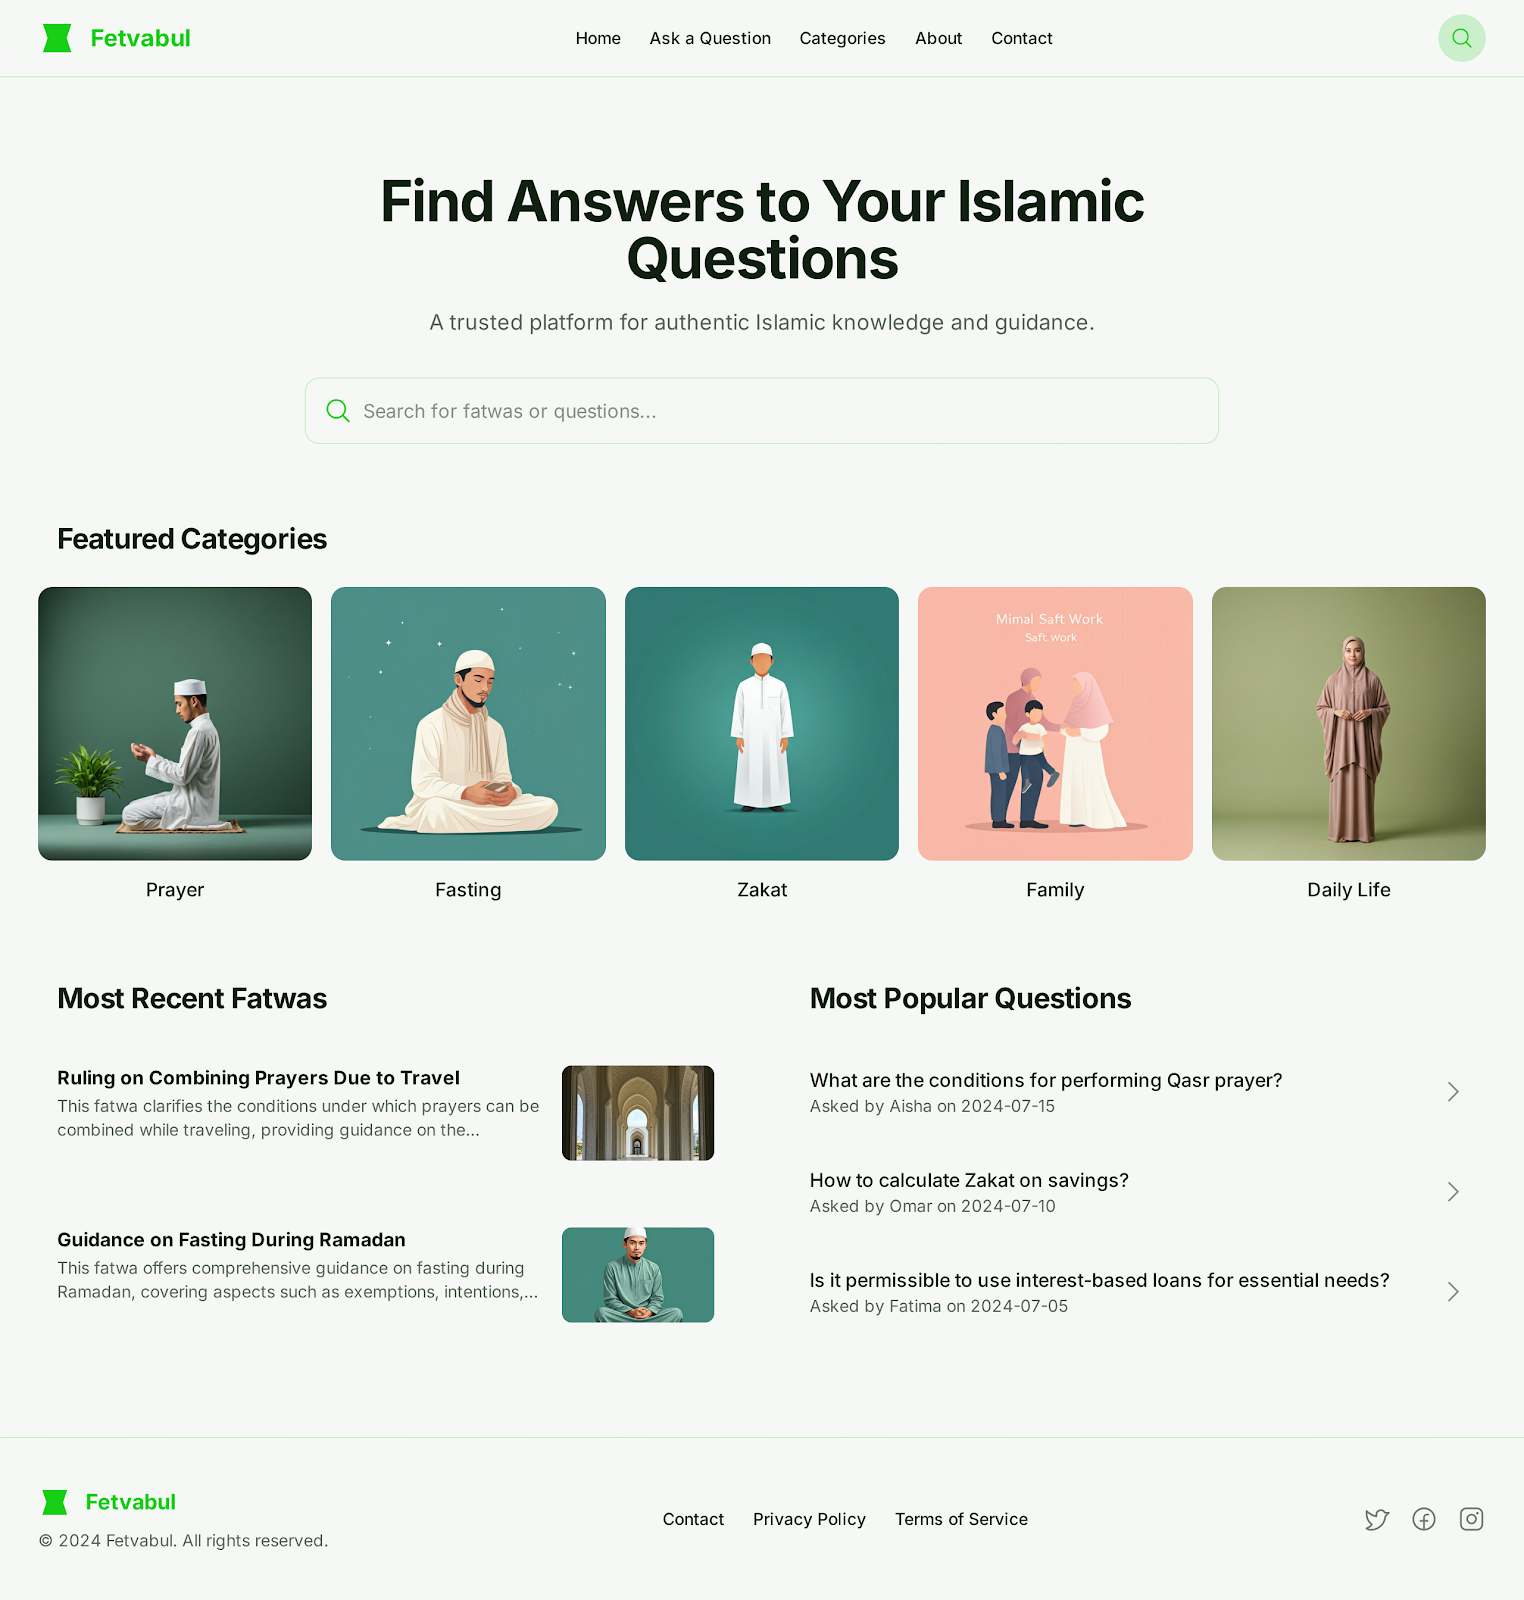 Fetvabul
Home
Ask a Question
Categories
About
Contact
Find Answers to Your Islamic
Questions
A trusted platform for authentic Islamic knowledge and guidance.
Search for fatwas or questions...
Featured Categories
Mimal Saft Work
Saft Work
Prayer
Fasting
Zakat
Family
Daily Life
Most Recent Fatwas
Ruling on Combining Prayers Due to Travel
This fatwa clarifies the conditions under which prayers can be
combined while traveling, providing guidance on the...
Guidance on Fasting During Ramadan
This fatwa offers comprehensive guidance on fasting during
Ramadan, covering aspects such as exemptions, intentions,...
Most Popular Questions
What are the conditions for performing Qasr prayer?
Asked by Aisha on 2024-07-15
How to calculate Zakat on savings?
Asked by Omar on 2024-07-10
Is it permissible to use interest-based loans for essential needs?
Asked by Fatima on 2024-07-05
Fetvabul
© 2024 Fetvabul. All rights reserved.
Contact
Privacy Policy
Terms of Service